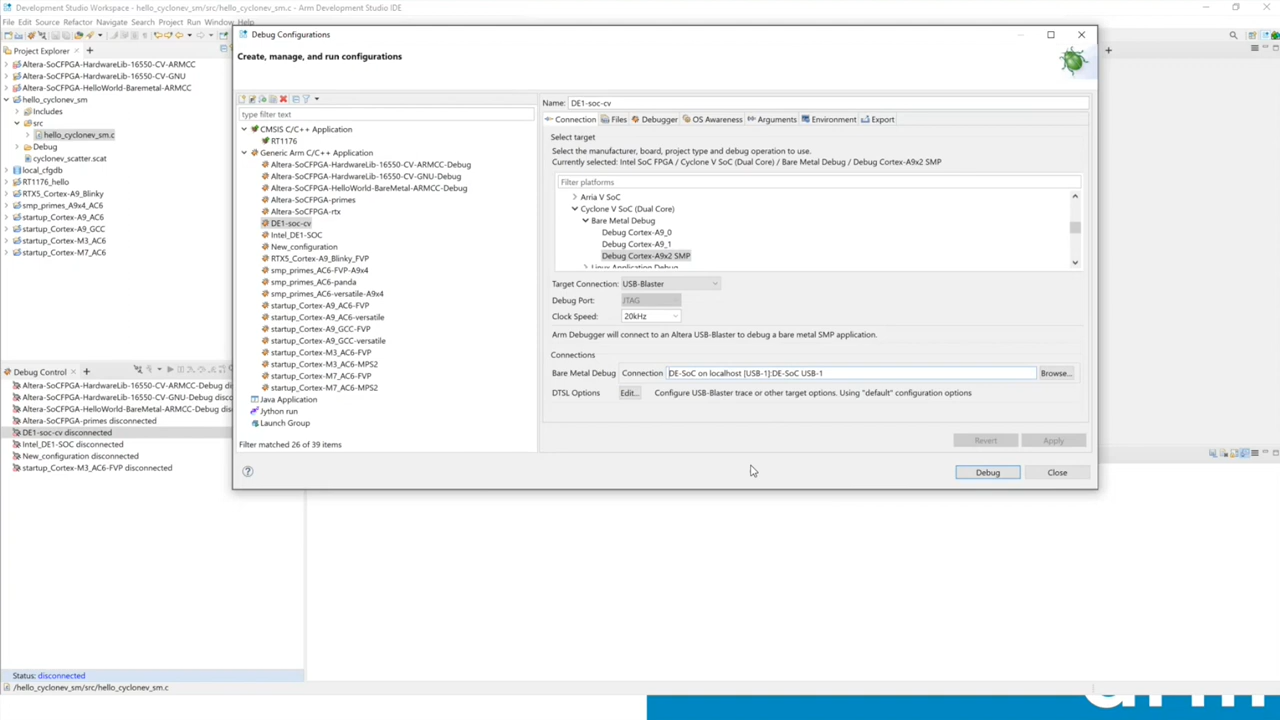 Development Studio Workspace - hello_cyclonev_sm/src/hello_cyclonev_sm.c - Arm Development Studio IDE
File Edit Source Refactor Navigate Search Project Run Window Help
Project Explorer
Altera-SoCFPGA-HardwareLib-16550-CV-ARMCC
Altera-SoCFPGA-HardwareLib-16550-CV-GNU
Altera-SoCFPGA-HelloWorld-Baremetal-ARMCC
hello_cyclonev_sm
Includes
src
hello_cyclonev_sm.c
Debug
cyclonev_scatter.scat
local_cfgdb
RT1176_hello
RTX5_Cortex-A9_Blinky
smp_primes_A9x4_AC6
startup_Cortex-A9_AC6
startup_Cortex-A9_GCC
startup_Cortex-M3_AC6
startup_Cortex-M7_AC6
Debug Control
Altera-SoCFPGA-HardwareLib-16550-CV-ARMCC-Debug disc
Altera-SoCFPGA-HardwareLib-16550-CV-GNU-Debug disco
Altera-SoCFPGA-HelloWorld-BareMetal-ARMCC-Debug dis
Altera-SoCFPGA-primes disconnected
DE1-soc-cv disconnected
Intel_DE1-SOC disconnected
New_configuration disconnected
startup_Cortex-M3_AC6-FVP disconnected
Status: disconnected
/hello_cyclonev_sm/src/hello_cyclonev_sm.c
Debug Configurations
Create, manage, and run configurations
type filter text
CMSIS C/C++ Application
RT1176
Generic Arm C/C++ Application
Altera-SoCFPGA-HardwareLib-16550-CV-ARMCC-Debug
Altera-SoCFPGA-HardwareLib-16550-CV-GNU-Debug
Altera-SoCFPGA-HelloWorld-BareMetal-ARMCC-Debug
Altera-SoCFPGA-primes
Altera-SoCFPGA-rtx
DE1-soc-cv
Intel_DE1-SOC
New_configuration
RTX5_Cortex-A9_Blinky_FVP
smp_primes_AC6-FVP-A9x4
smp_primes_AC6-panda
smp_primes_AC6-versatile-A9x4
startup_Cortex-A9_AC6-FVP
startup_Cortex-A9_AC6-versatile
startup_Cortex-A9_GCC-FVP
startup_Cortex-A9_GCC-versatile
startup_Cortex-M3_AC6-FVP
startup_Cortex-M3_AC6-MPS2
startup_Cortex-M7_AC6-FVP
startup_Cortex-M7_AC6-MPS2
Java Application
Jython run
Launch Group
Filter matched 26 of 39 items
Name: DE1-soc-cv
Connection Files Debugger OS Awareness Arguments Environment Export
Select target
Select the manufacturer, board, project type and debug operation to use.
Currently selected: Intel SoC FPGA / Cyclone V SoC (Dual Core) / Bare Metal Debug / Debug Cortex-A9x2 SMP
Filter platforms
Arria V SoC
Cyclone V SoC (Dual Core)
Bare Metal Debug
Debug Cortex-A9_0
Debug Cortex-A9_1
Debug Cortex-A9x2 SMP
Linux Application Debug
Target Connection: USB-Blaster
Debug Port: JTAG
Clock Speed: 20kHz
Arm Debugger will connect to an Altera USB-Blaster to debug a bare metal SMP application.
Connections
Bare Metal Debug Connection DE-SoC on localhost [USB-1]:DE-SoC USB-1 Browse...
DTSL Options Edit... Configure USB-Blaster trace or other target options. Using "default" configuration options
Revert Apply
Debug Close